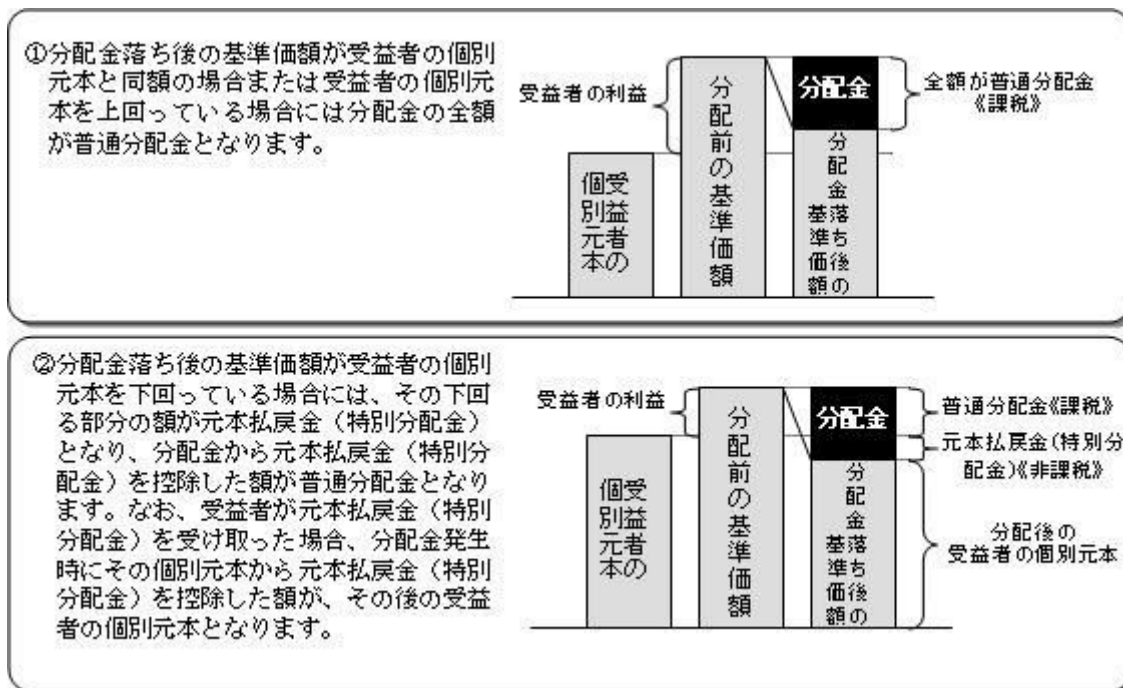 ①分配金落ち後の基準価額が受益者の個別
元本と同額の場合または受益者の個別元
本を上回っている場合には分配金の全額
が普通分配金となります。
受益者の利益
受益者の
個別元本
分配前の基準価額
分配金
分配金落ち後の
基準価額
全額が普通分配金
《課税》
②分配金落ち後の基準価額が受益者の個別
元本を下回っている場合には、その下回
る部分の額が元本払戻金（特別分配金）
となり、分配金から元本払戻金（特別分
配金）を控除した額が普通分配金となり
ます。なお、受益者が元本払戻金（特別
分配金）を受け取った場合、分配金発生
時にその個別元本から元本払戻金（特別
分配金）を控除した額が、その後の受益
者の個別元本となります。
受益者の利益
受益者の
個別元本
分配前の基準価額
分配金
分配金落ち後の
基準価額
普通分配金《課税》
元本払戻金(特別分
配金)《非課税》
分配後の
受益者の個別元本